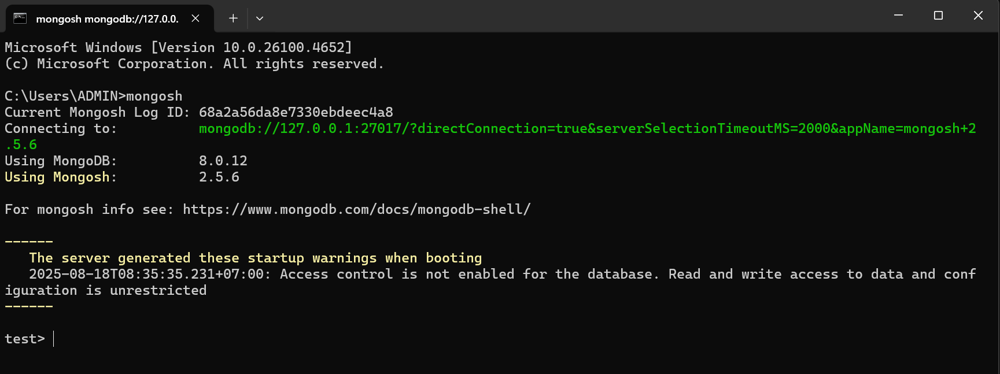 mongosh mongodb://127.0.0.
Microsoft Windows [Version 10.0.26100.4652]
(c) Microsoft Corporation. All rights reserved.
C:\Users\ADMIN>mongosh
Current Mongosh Log ID: 68a2a56da8e7330ebdeec4a8
Connecting to:          mongodb://127.0.0.1:27017/?directConnection=true&serverSelectionTimeoutMS=2000&appName=mongosh+2
.5.6
Using MongoDB:          8.0.12
Using Mongosh:          2.5.6
For mongosh info see: https://www.mongodb.com/docs/mongodb-shell/
------
   The server generated these startup warnings when booting
   2025-08-18T08:35:35.231+07:00: Access control is not enabled for the database. Read and write access to data and conf
iguration is unrestricted
------
test>